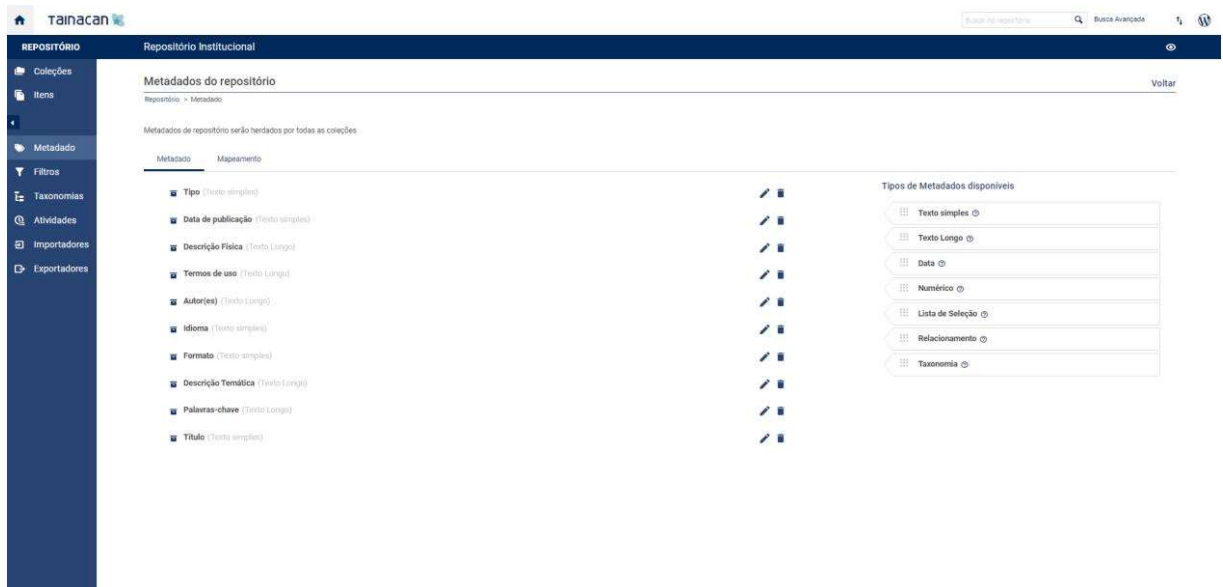 Tainacan
Buscar no repositório
Busca Avançada
REPOSITÓRIO
Repositório Institucional
Coleções
Itens
Metadado
Filtros
Taxonomias
Atividades
Importadores
Exportadores
Metadados do repositório
Voltar
Repositório > Metadado
Metadados de repositório serão herdados por todas as coleções
Metadado
Mapeamento
Tipo (Texto simples)
Data de publicação (Texto simples)
Descrição Física (Texto Longo)
Termos de uso (Texto Longo)
Autor(es) (Texto Longo)
Idioma (Texto simples)
Formato (Texto simples)
Descrição Temática (Texto Longo)
Palavras-chave (Texto Longo)
Título (Texto simples)
Tipos de Metadados disponíveis
Texto simples
Texto Longo
Data
Numérico
Lista de Seleção
Relacionamento
Taxonomia